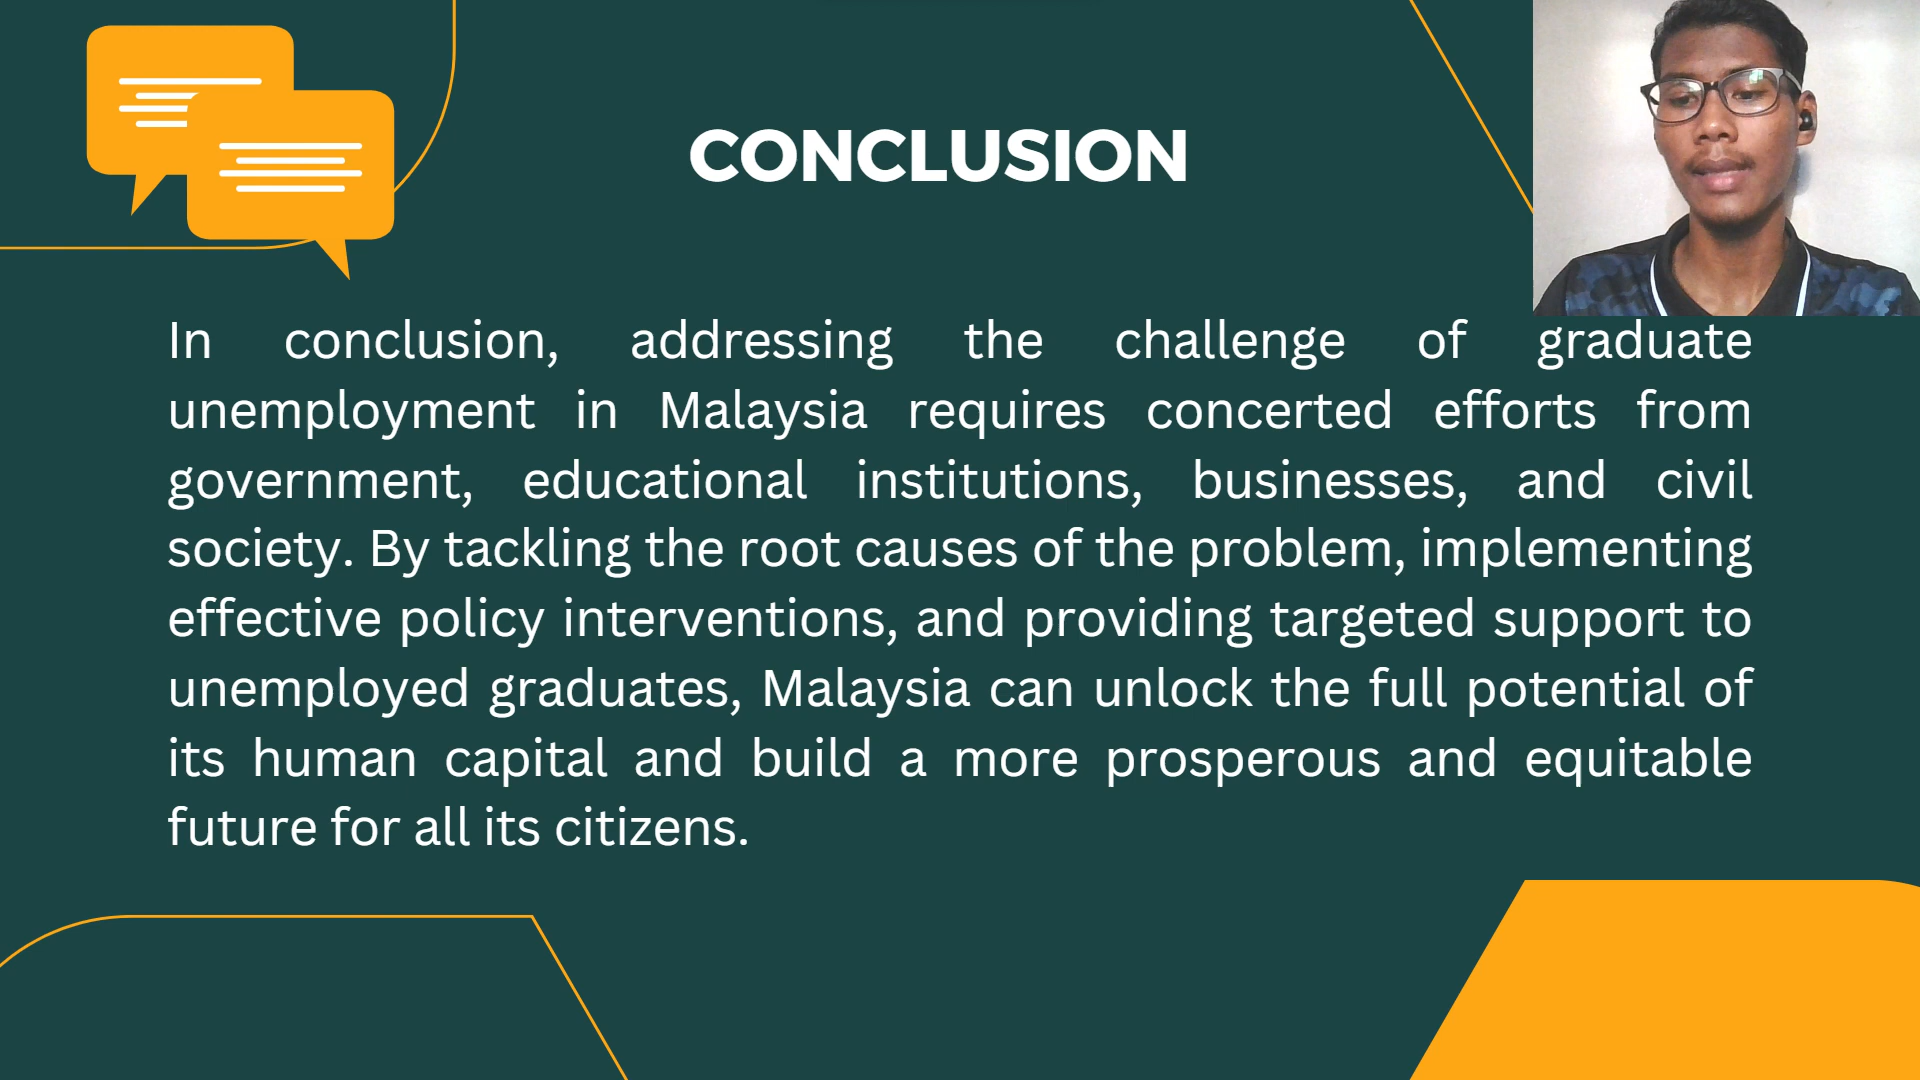 CONCLUSION
In conclusion, addressing the challenge of graduate
unemployment in Malaysia requires concerted efforts from
government, educational institutions, businesses, and civil
society. By tackling the root causes of the problem, implementing
effective policy interventions, and providing targeted support to
unemployed graduates, Malaysia can unlock the full potential of
its human capital and build a more prosperous and equitable
future for all its citizens.